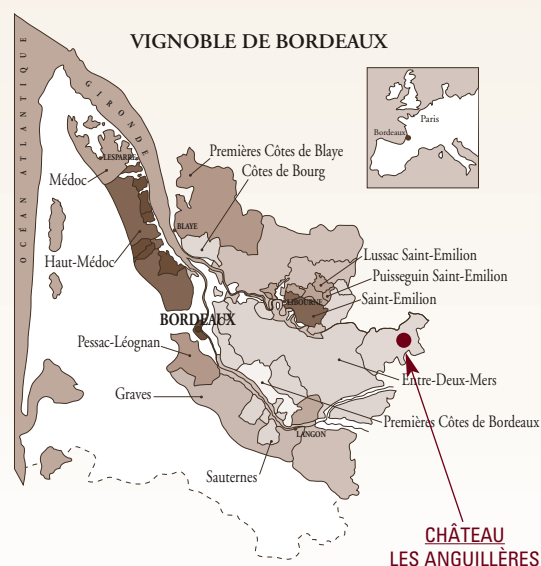 VIGNOBLE DE BORDEAUX
OCÉAN ATLANTIQUE
GIRONDE
Paris
Bordeaux
Premières Côtes de Blaye
Côtes de Bourg
LESPARRE
Médoc
BLAYE
Haut-Médoc
Lussac Saint-Emilion
Puisseguin Saint-Emilion
Saint-Emilion
LIBOURNE
BORDEAUX
Pessac-Léognan
Entre-Deux-Mers
Graves
Premières Côtes de Bordeaux
LANGON
Sauternes
CHÂTEAU
LES ANGUILLÈRES